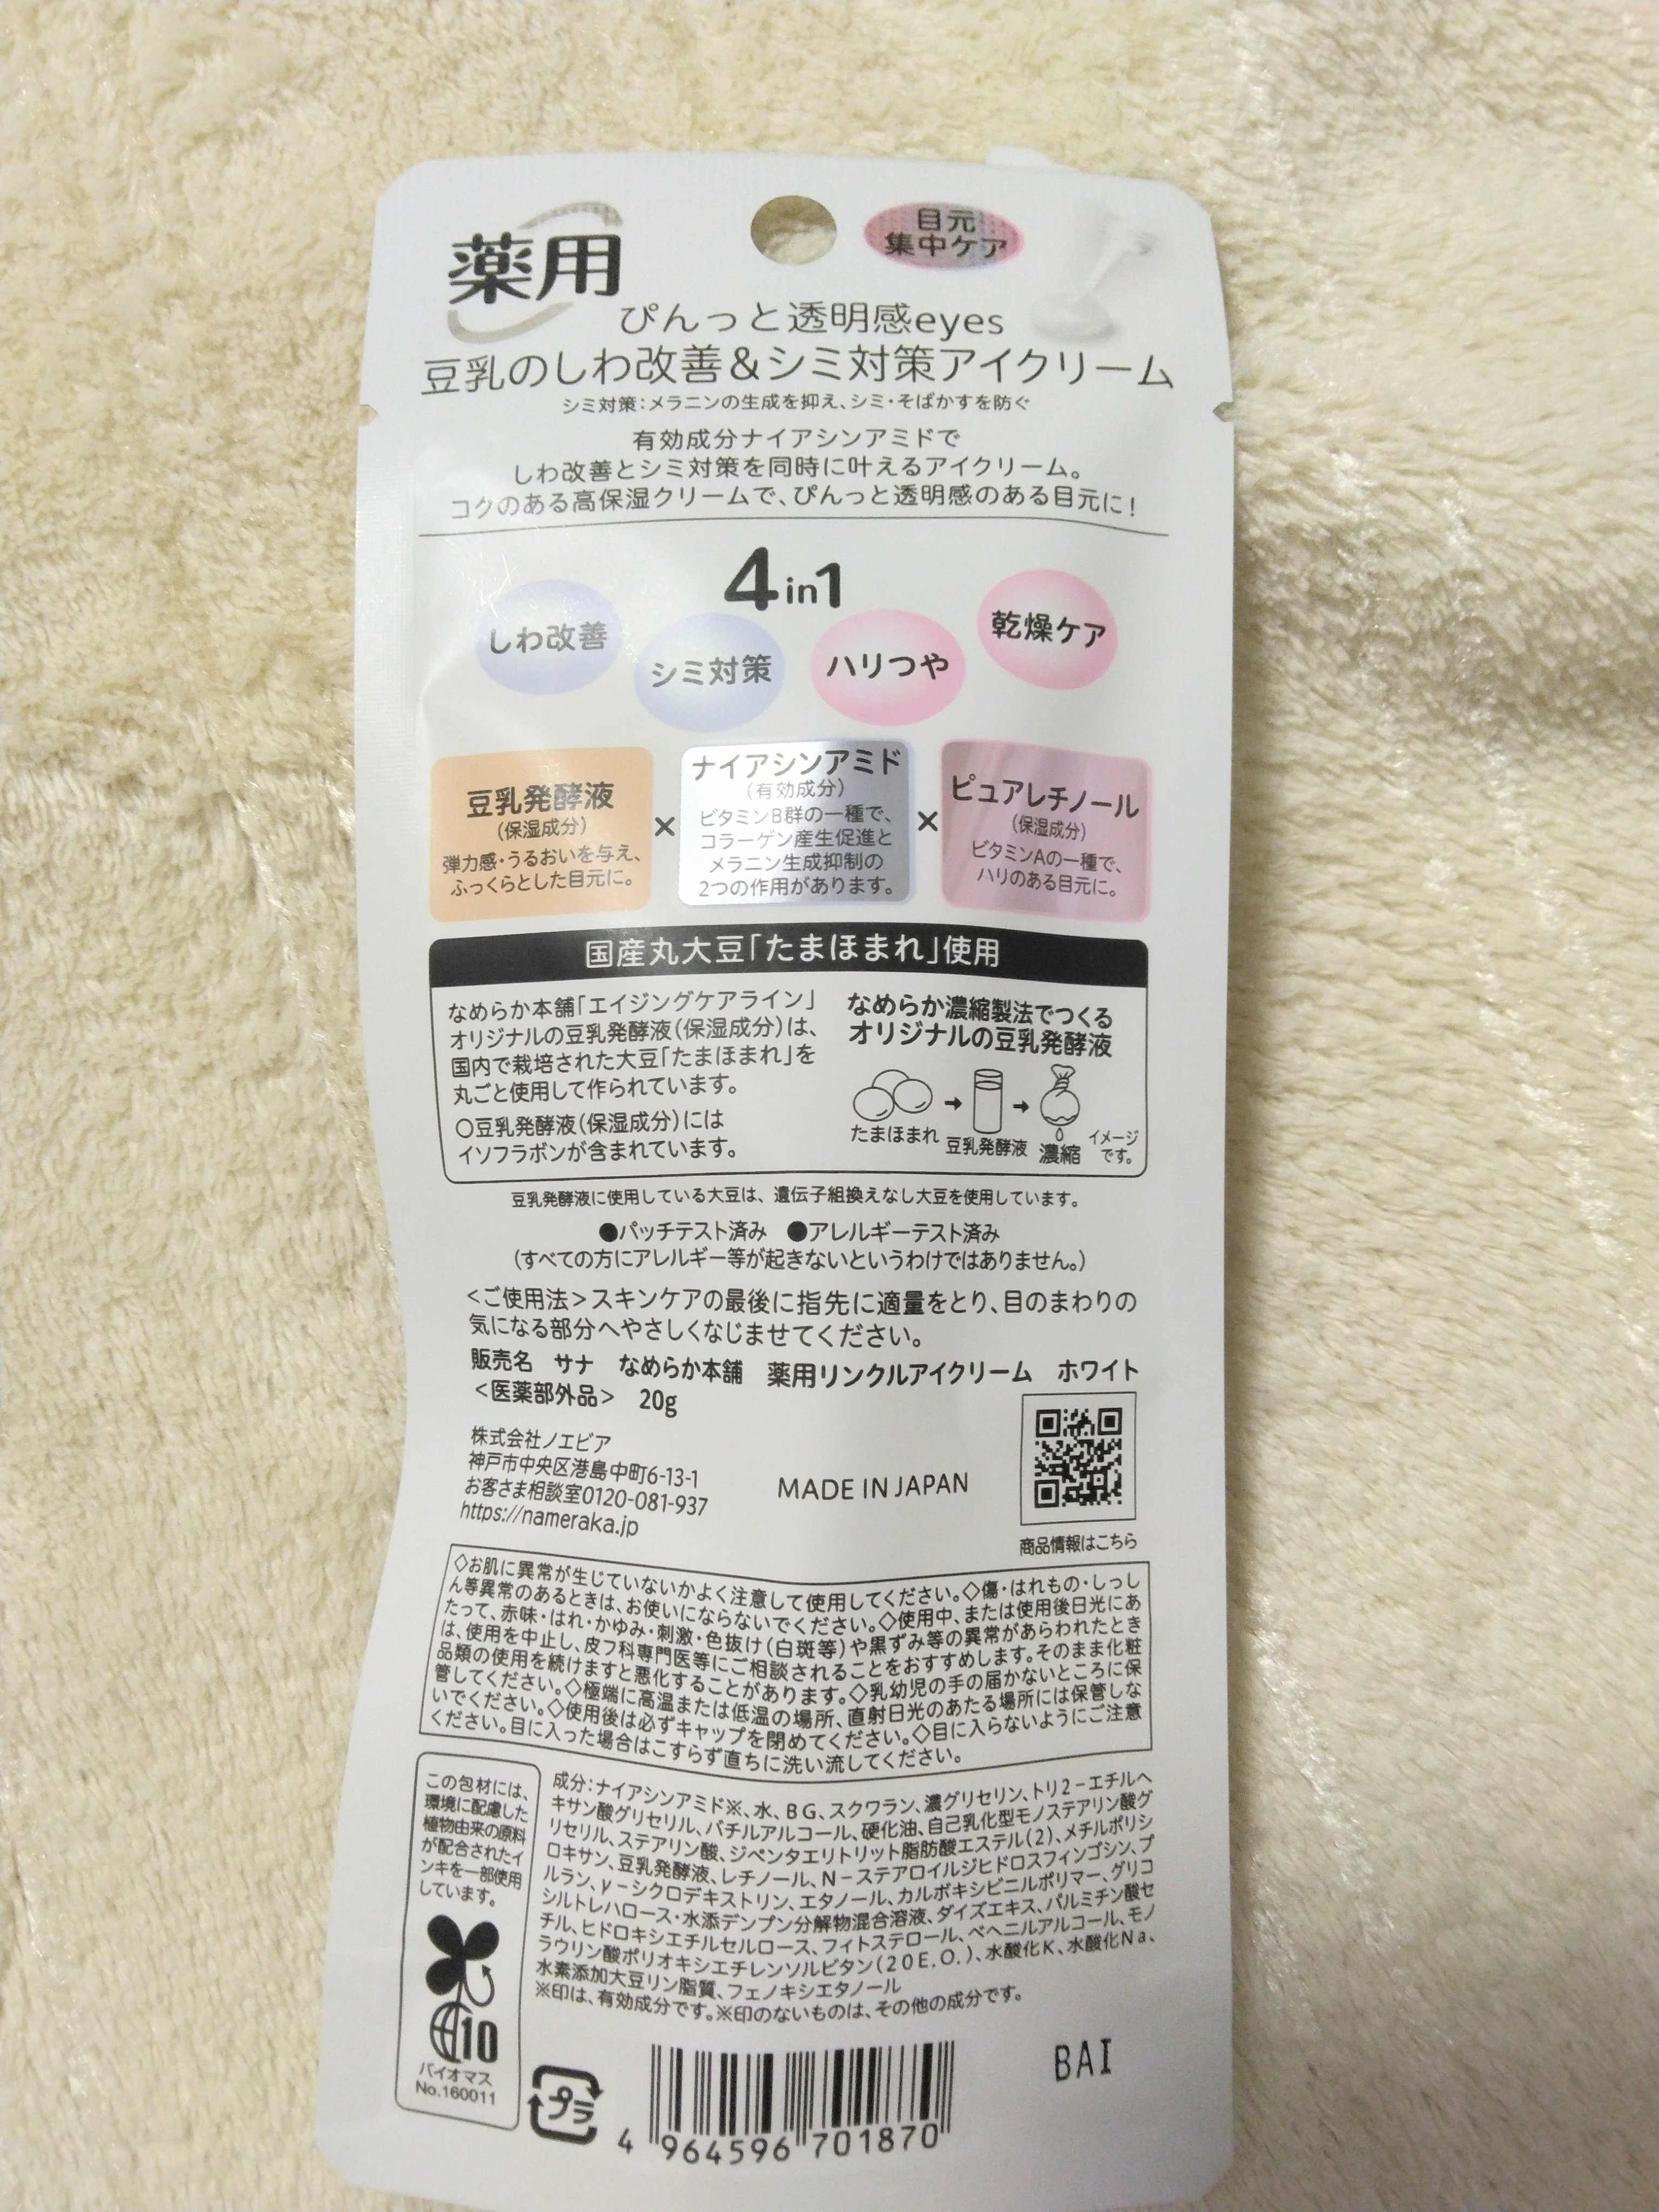 薬用
目元
集中ケア
ぴんっと透明感eyes
豆乳のしわ改善&シミ対策アイクリーム
シミ対策:メラニンの生成を抑え、シミ・そばかすを防ぐ
有効成分ナイアシンアミドで
しわ改善とシミ対策を同時に叶えるアイクリーム。
コクのある高保湿クリームで、ぴんっと透明感のある目元に!
4in1
しわ改善
シミ対策
ハリつや
乾燥ケア
豆乳発酵液
(保湿成分)
弾力感・うるおいを与え、
ふっくらとした目元に。
×
ナイアシンアミド
(有効成分)
ビタミンB群の一種で、
コラーゲン産生促進と
メラニン生成抑制の
2つの作用があります。
×
ピュアレチノール
(保湿成分)
ビタミンAの一種で、
ハリのある目元に。
国産丸大豆「たまほまれ」使用
なめらか本舗「エイジングケアライン」
オリジナルの豆乳発酵液(保湿成分)は、
国内で栽培された大豆「たまほまれ」を
丸ごと使用して作られています。
○豆乳発酵液(保湿成分)には
イソフラボンが含まれています。
なめらか濃縮製法でつくる
オリジナルの豆乳発酵液
たまほまれ
豆乳発酵液
濃縮
イメージ
です。
豆乳発酵液に使用している大豆は、遺伝子組換えなし大豆を使用しています。
●パッチテスト済み ●アレルギーテスト済み
(すべての方にアレルギー等が起きないというわけではありません。)
<ご使用法>スキンケアの最後に指先に適量をとり、目のまわりの
気になる部分へやさしくなじませてください。
販売名 サナ なめらか本舗 薬用リンクルアイクリーム ホワイト
<医薬部外品> 20g
株式会社ノエビア
神戸市中央区港島中町6-13-1
お客さま相談室0120-081-937
https://nameraka.jp
MADE IN JAPAN
商品情報はこちら
◇お肌に異常が生じていないかよく注意して使用してください。◇傷・はれもの・しっし
ん等異常のあるときは、お使いにならないでください。◇使用中、または使用後日光にあ
たって、赤味・はれ・かゆみ・刺激・色抜け(白斑等)や黒ずみ等の異常があらわれたとき
は、使用を中止し、皮フ科専門医等にご相談されることをおすすめします。そのまま化粧
品類の使用を続けますと悪化することがあります。◇乳幼児の手の届かないところに保
管してください。◇極端に高温または低温の場所、直射日光のあたる場所には保管しな
いでください。◇使用後は必ずキャップを閉めてください。◇目に入らないようにご注意
ください。目に入った場合はこすらず直ちに洗い流してください。
この包材には、
環境に配慮した
植物由来の原料
が配合されたイ
ンキを一部使用
しています。
10
バイオマス
No.160011
成分:ナイアシンアミド※、水、BG、スクワラン、濃グリセリン、トリ2-エチルヘ
キサン酸グリセリル、バチルアルコール、硬化油、自己乳化型モノステアリン酸グ
リセリル、ステアリン酸、ジペンタエリトリット脂肪酸エステル(2)、メチルポリシ
ロキサン、豆乳発酵液、レチノール、N-ステアロイルジヒドロスフィンゴシン、プ
ルラン、γ-シクロデキストリン、エタノール、カルボキシビニルポリマー、グリコ
シルトレハロース・水添デンプン分解物混合溶液、ダイズエキス、パルミチン酸セ
チル、ヒドロキシエチルセルロース、フィトステロール、ベヘニルアルコール、モノ
ラウリン酸ポリオキシエチレンソルビタン(20E.O.)、水酸化K、水酸化Na、
水素添加大豆リン脂質、フェノキシエタノール
※印は、有効成分です。※印のないものは、その他の成分です。
プラ
4 964596 701870
BAI